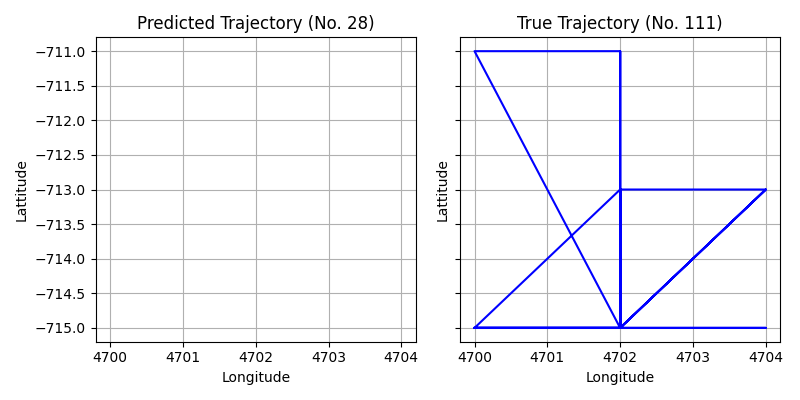 Predicted Trajectory (No. 28)
Lattitude
−711.0
−711.5
−712.0
−712.5
−713.0
−713.5
−714.0
−714.5
−715.0
4700 4701 4702 4703 4704
Longitude
True Trajectory (No. 111)
Lattitude
4700 4701 4702 4703 4704
Longitude